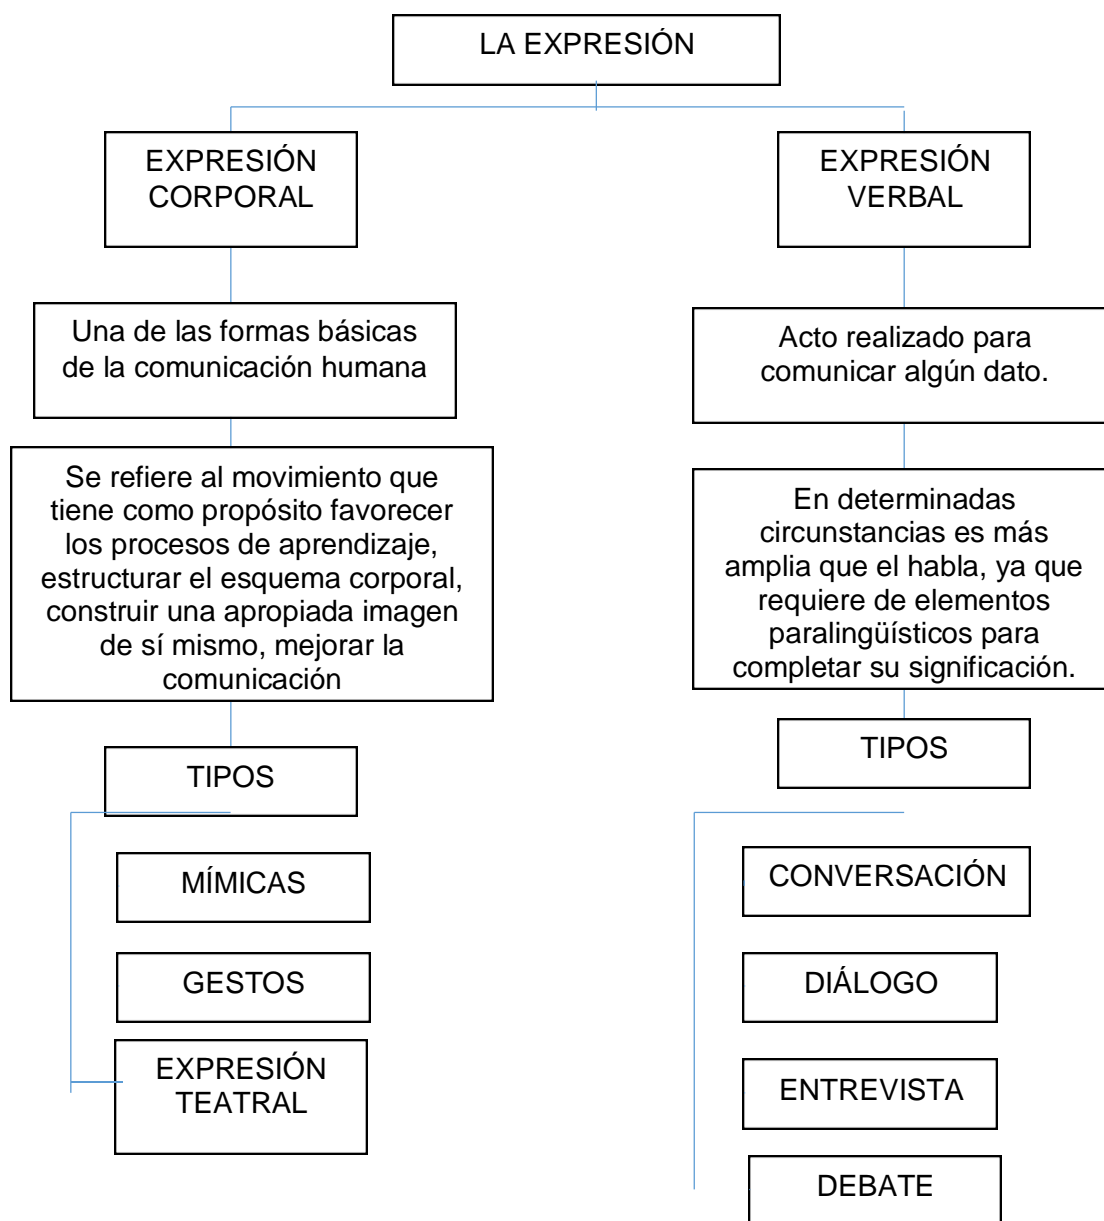 LA EXPRESIÓN
EXPRESIÓN
CORPORAL
Una de las formas básicas
de la comunicación humana
Se refiere al movimiento que
tiene como propósito favorecer
los procesos de aprendizaje,
estructurar el esquema corporal,
construir una apropiada imagen
de sí mismo, mejorar la
comunicación
TIPOS
MÍMICAS
GESTOS
EXPRESIÓN
TEATRAL
EXPRESIÓN
VERBAL
Acto realizado para
comunicar algún dato.
En determinadas
circunstancias es más
amplia que el habla, ya que
requiere de elementos
paralingüísticos para
completar su significación.
TIPOS
CONVERSACIÓN
DIÁLOGO
ENTREVISTA
DEBATE